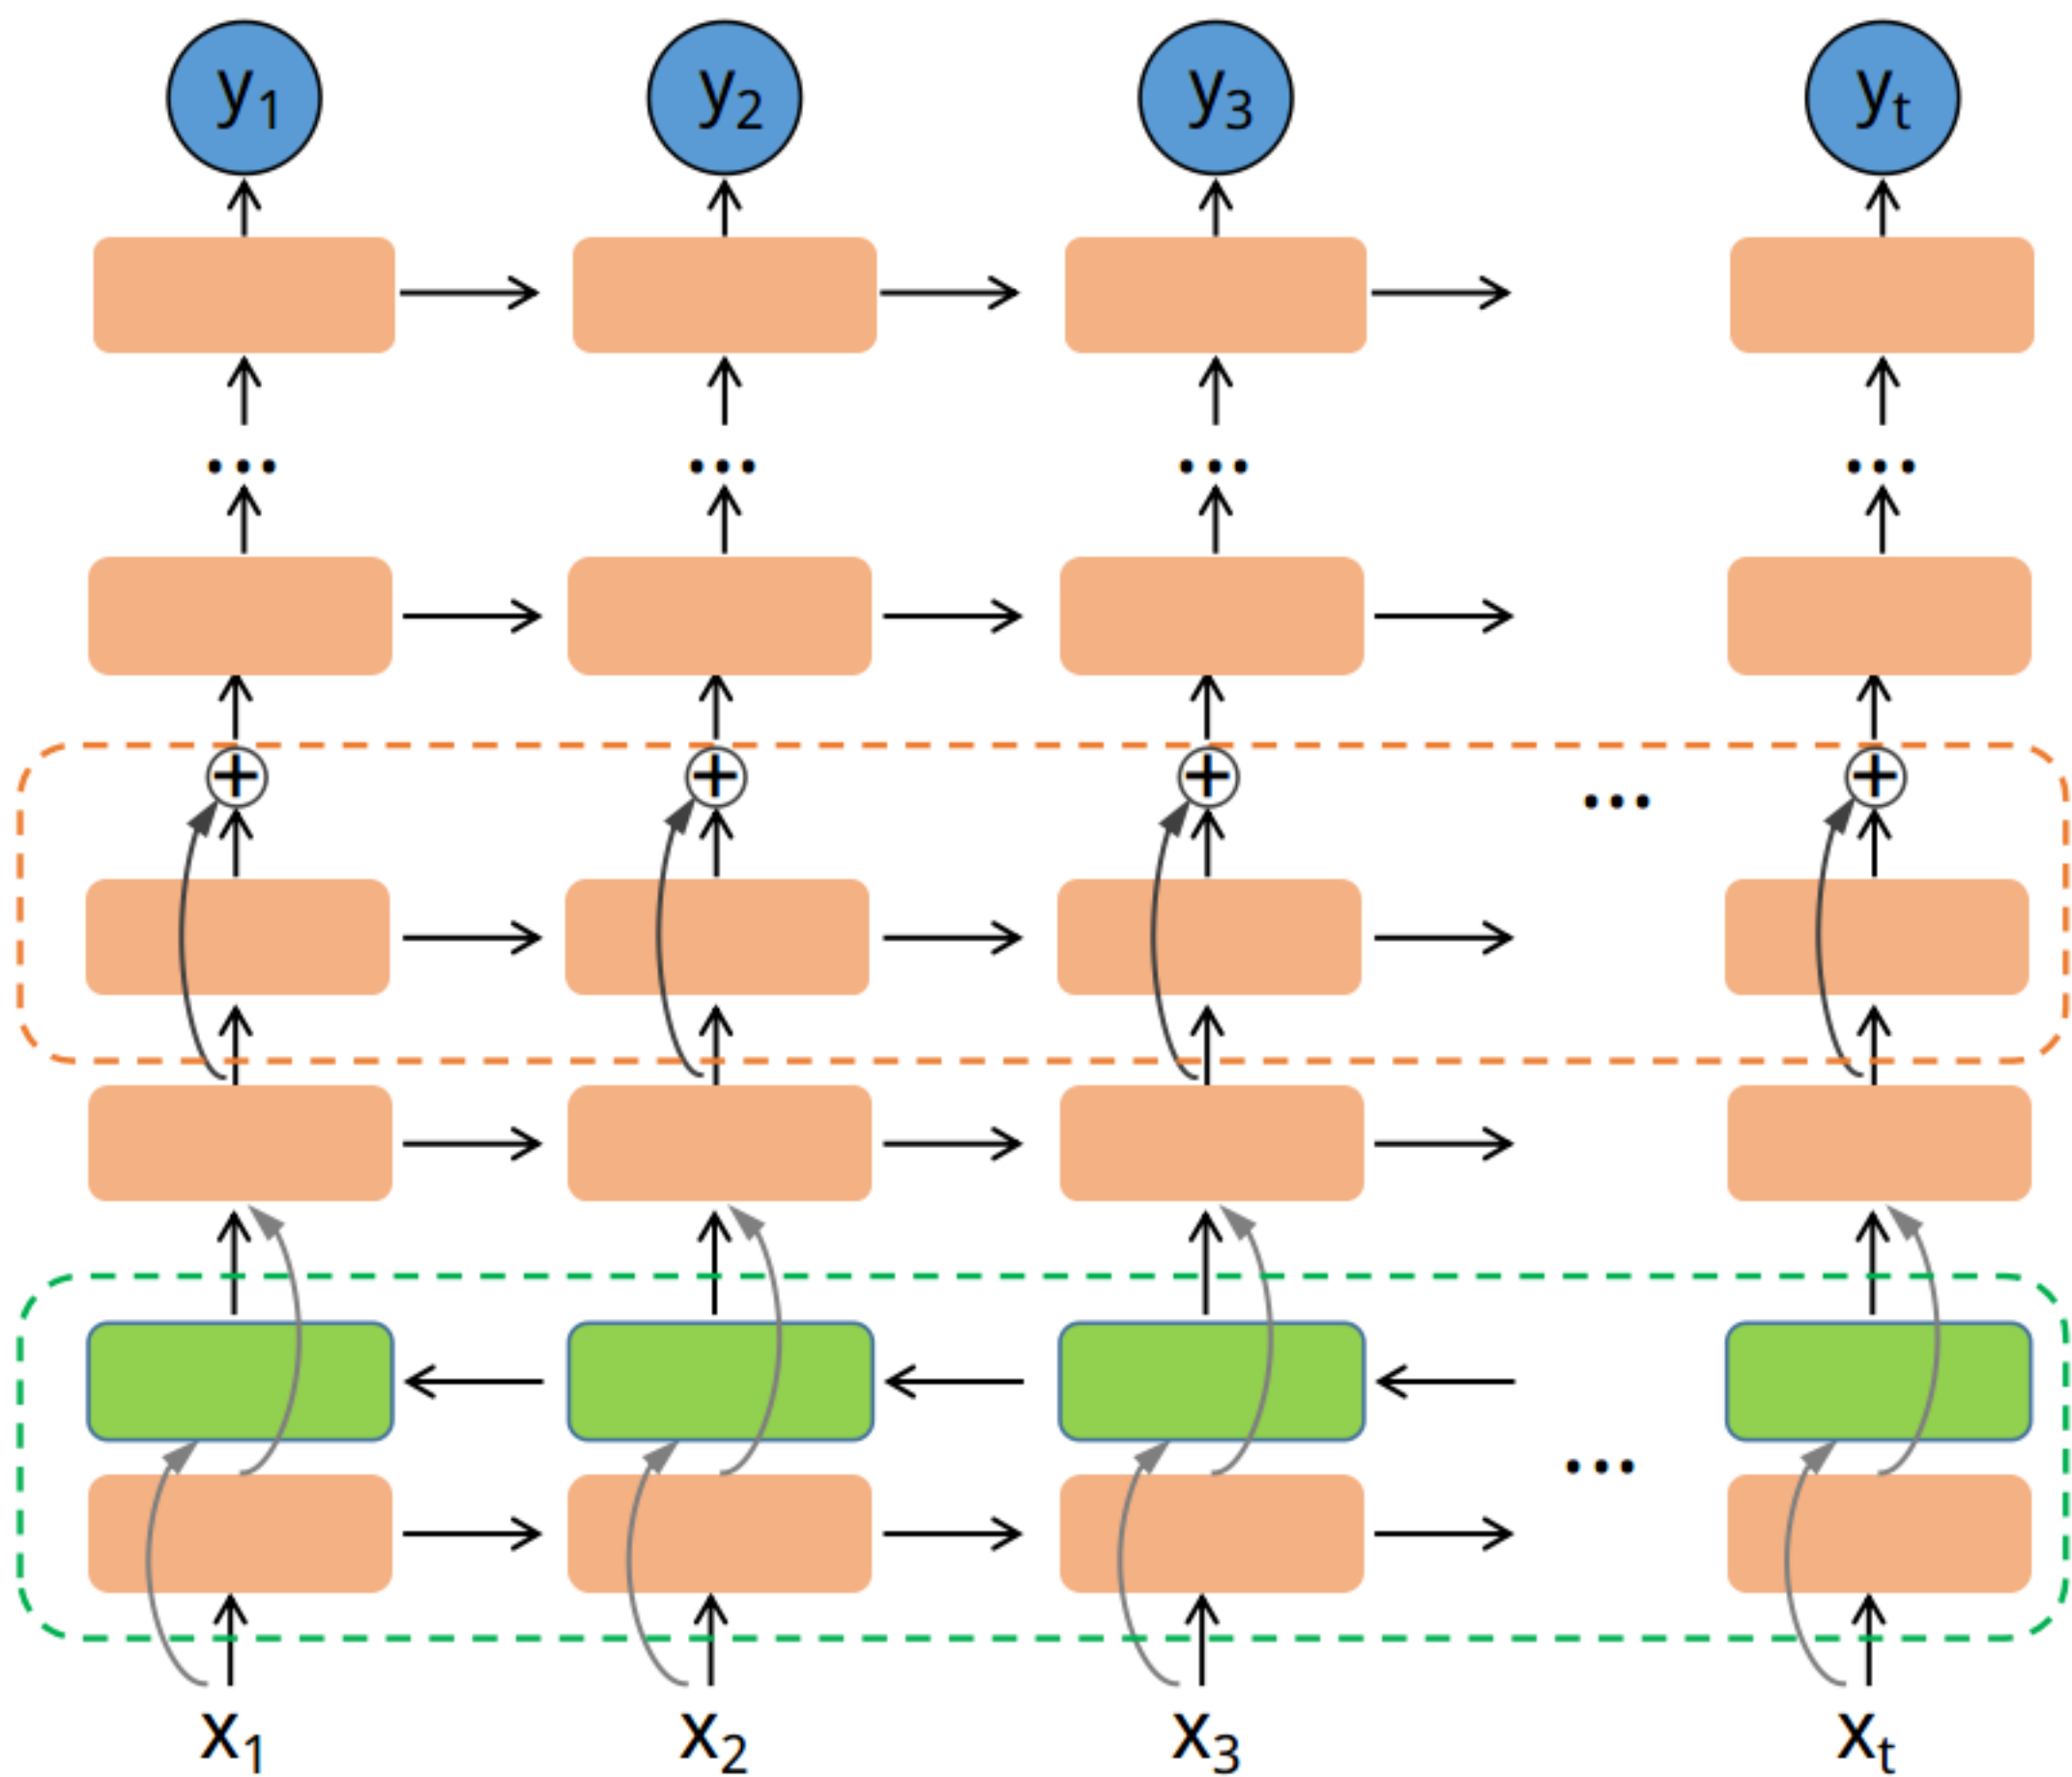 y1 y2 y3 yt
... ... ... ...
+ + + ... +
...
x1 x2 x3 xt